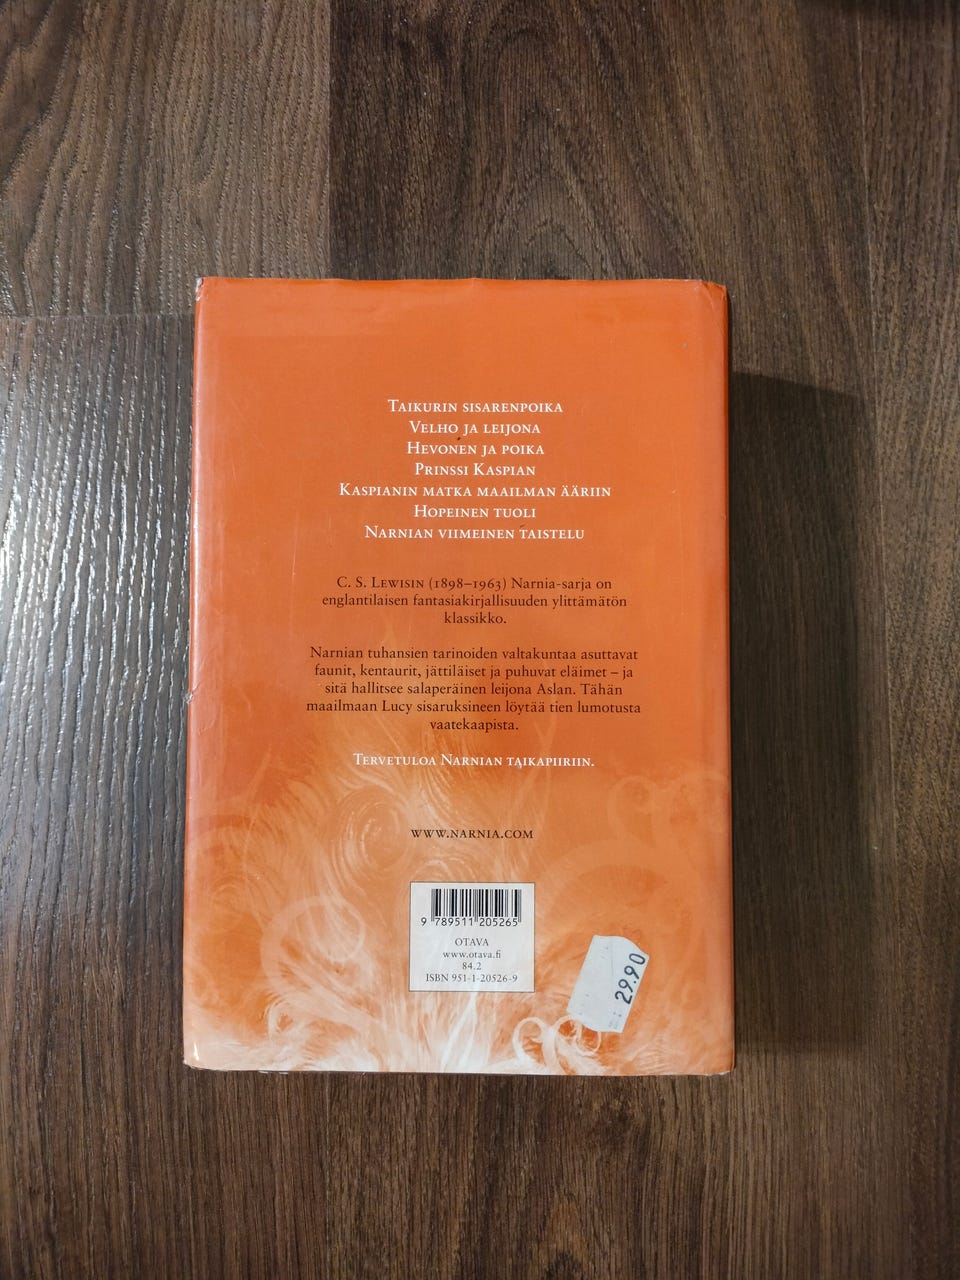 TAIKURIN SISARENPOIKA
VELHO JA LEIJONA
HEVONEN JA POIKA
PRINSSI KASPIAN
KASPIANIN MATKA MAAILMAN ÄÄRIIN
HOPEINEN TUOLI
NARNIAN VIIMEINEN TAISTELU
C. S. LEWISIN (1898–1963) Narnia-sarja on
englantilaisen fantasiakirjallisuuden ylittämätön
klassikko.
Narnian tuhansien tarinoiden valtakuntaa asuttavat
faunit, kentaurit, jättiläiset ja puhuvat eläimet – ja
sitä hallitsee salaperäinen leijona Aslan. Tähän
maailmaan Lucy sisaruksineen löytää tien lumotusta
vaatekaapista.
TERVETULOA NARNIAN TAIKAPIIRIIN.
WWW.NARNIA.COM
9 789511 205265
OTAVA
www.otava.fi
84.2
ISBN 951-1-20526-9
29.90